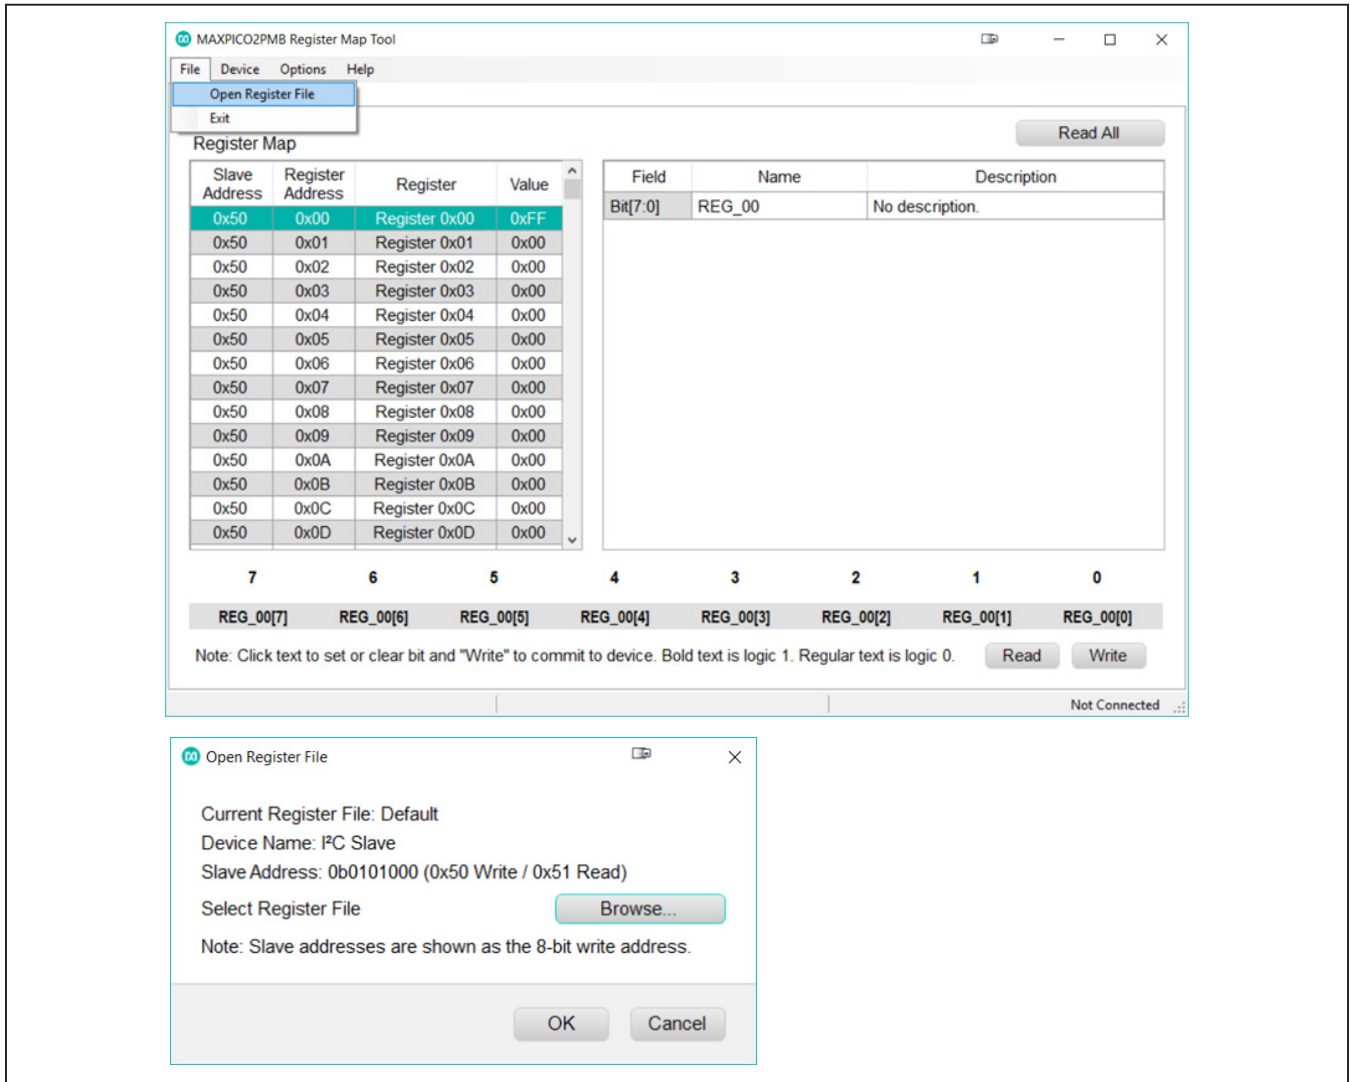 MAXPICO2PMB Register Map Tool
File Device Options Help
Open Register File
Exit
Register Map
Read All
Slave Address Register Address Register Value
0x50 0x00 Register 0x00 0xFF
0x50 0x01 Register 0x01 0x00
0x50 0x02 Register 0x02 0x00
0x50 0x03 Register 0x03 0x00
0x50 0x04 Register 0x04 0x00
0x50 0x05 Register 0x05 0x00
0x50 0x06 Register 0x06 0x00
0x50 0x07 Register 0x07 0x00
0x50 0x08 Register 0x08 0x00
0x50 0x09 Register 0x09 0x00
0x50 0x0A Register 0x0A 0x00
0x50 0x0B Register 0x0B 0x00
0x50 0x0C Register 0x0C 0x00
0x50 0x0D Register 0x0D 0x00
Field Name Description
Bit[7:0] REG_00 No description.
7 6 5 4 3 2 1 0
REG_00[7] REG_00[6] REG_00[5] REG_00[4] REG_00[3] REG_00[2] REG_00[1] REG_00[0]
Note: Click text to set or clear bit and "Write" to commit to device. Bold text is logic 1. Regular text is logic 0.
Read Write
Not Connected
Open Register File
Current Register File: Default
Device Name: I²C Slave
Slave Address: 0b0101000 (0x50 Write / 0x51 Read)
Select Register File Browse...
Note: Slave addresses are shown as the 8-bit write address.
OK Cancel